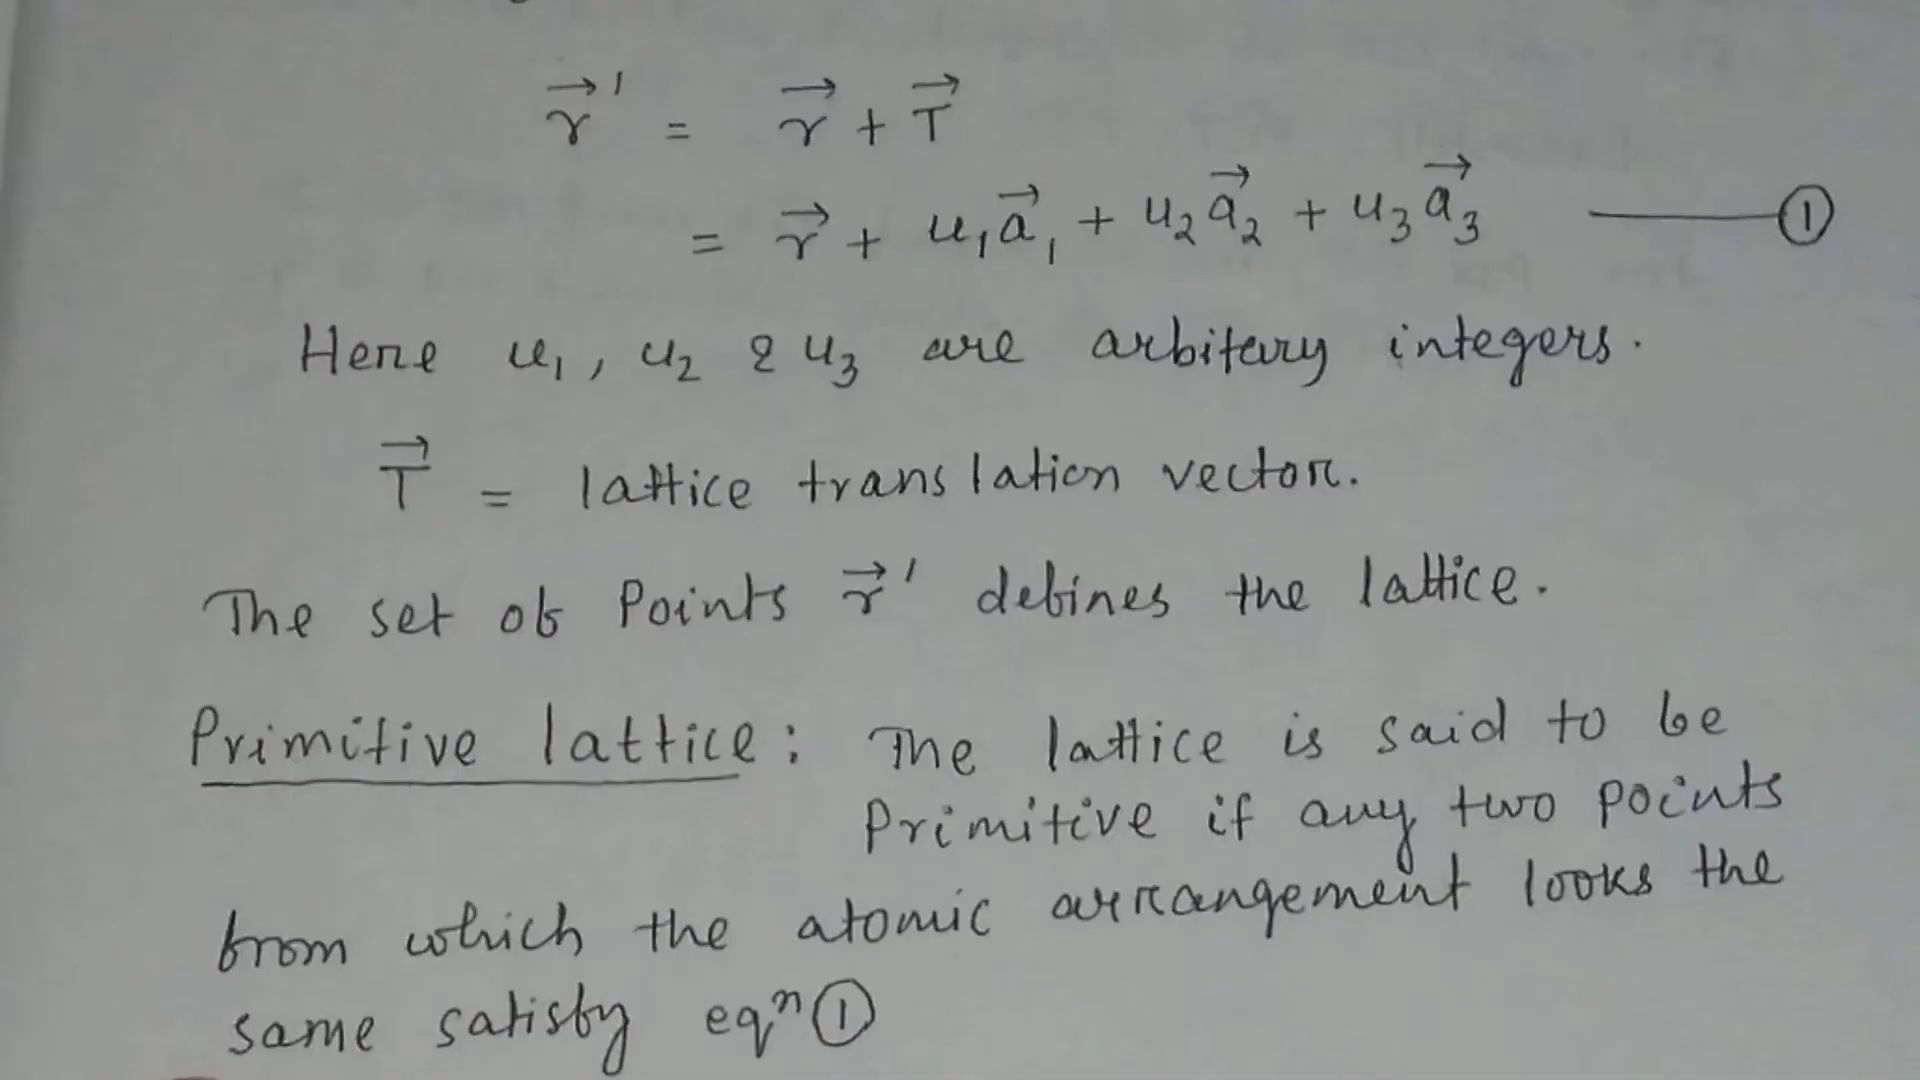 r⃗′ = r⃗ + T⃗
= r⃗ + u₁a⃗₁ + u₂a⃗₂ + u₃a⃗₃ —— ①
Here u₁, u₂ & u₃ are arbitary integers.
T⃗ = lattice translation vector.
The set of Points r⃗′ defines the lattice.
Primitive lattice: The lattice is said to be
Primitive if any two points
from which the atomic arrangement looks the
same satisfy eqⁿ ①